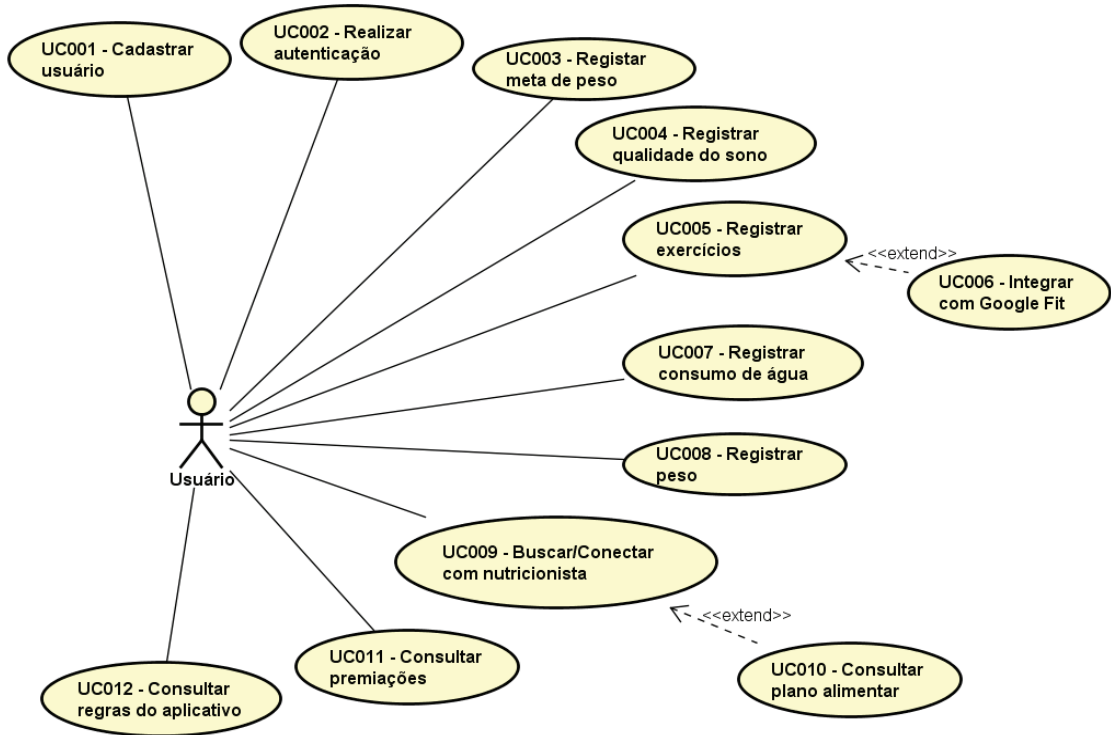 UC001 - Cadastrar
usuário
UC002 - Realizar
autenticação
UC003 - Registar
meta de peso
UC004 - Registrar
qualidade do sono
UC005 - Registrar
exercícios
<<extend>>
UC006 - Integrar
com Google Fit
UC007 - Registrar
consumo de água
UC008 - Registrar
peso
Usuário
UC009 - Buscar/Conectar
com nutricionista
<<extend>>
UC010 - Consultar
plano alimentar
UC011 - Consultar
premiações
UC012 - Consultar
regras do aplicativo